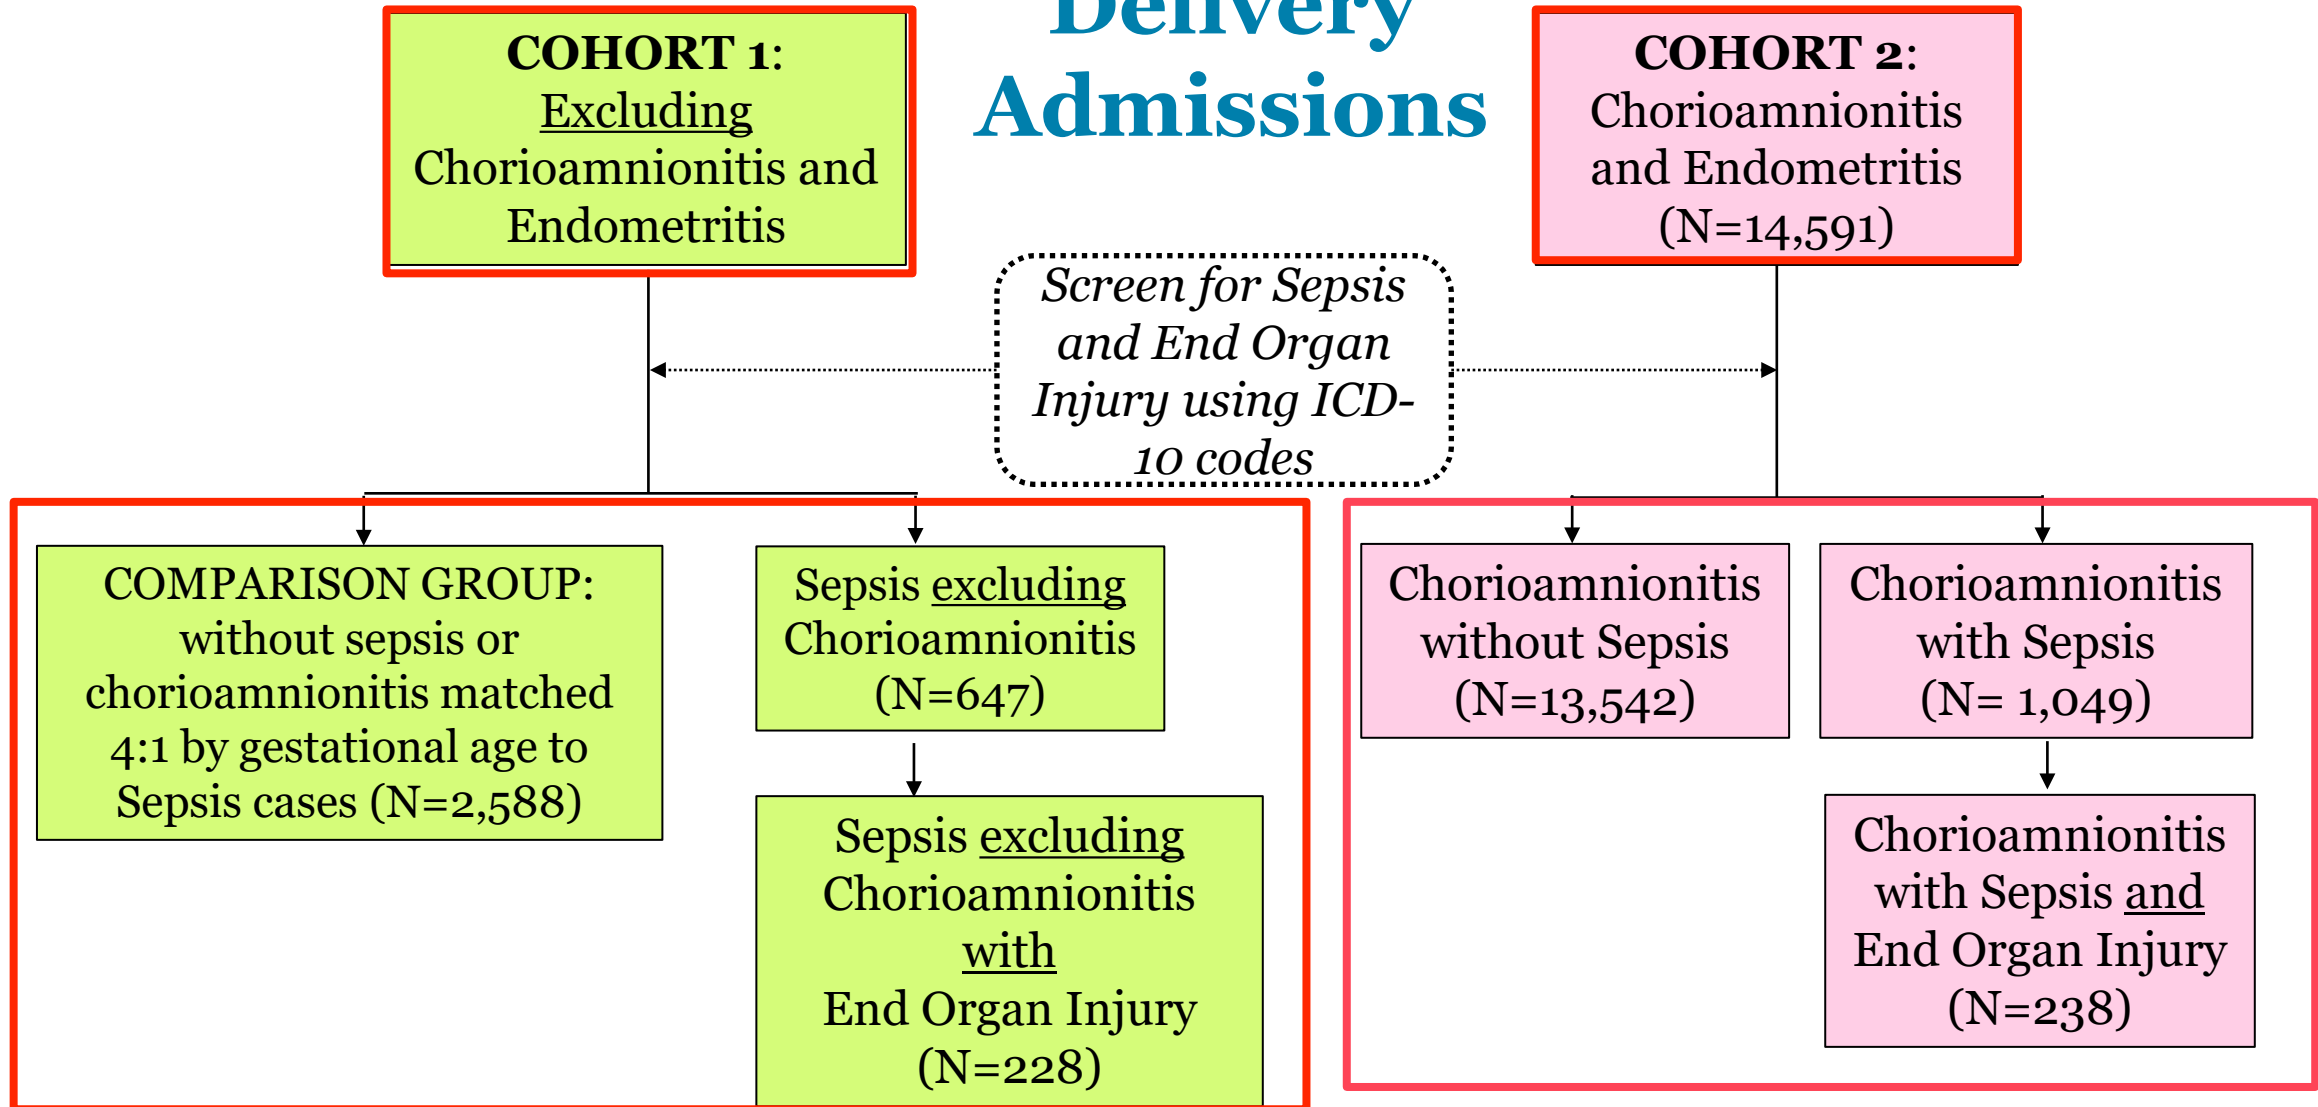 Delivery
Admissions
COHORT 1:
Excluding
Chorioamnionitis and
Endometritis
COHORT 2:
Chorioamnionitis
and Endometritis
(N=14,591)
Screen for Sepsis
and End Organ
Injury using ICD-
10 codes
COMPARISON GROUP:
without sepsis or
chorioamnionitis matched
4:1 by gestational age to
Sepsis cases (N=2,588)
Sepsis excluding
Chorioamnionitis
(N=647)
Sepsis excluding
Chorioamnionitis
with
End Organ Injury
(N=228)
Chorioamnionitis
without Sepsis
(N=13,542)
Chorioamnionitis
with Sepsis
(N= 1,049)
Chorioamnionitis
with Sepsis and
End Organ Injury
(N=238)